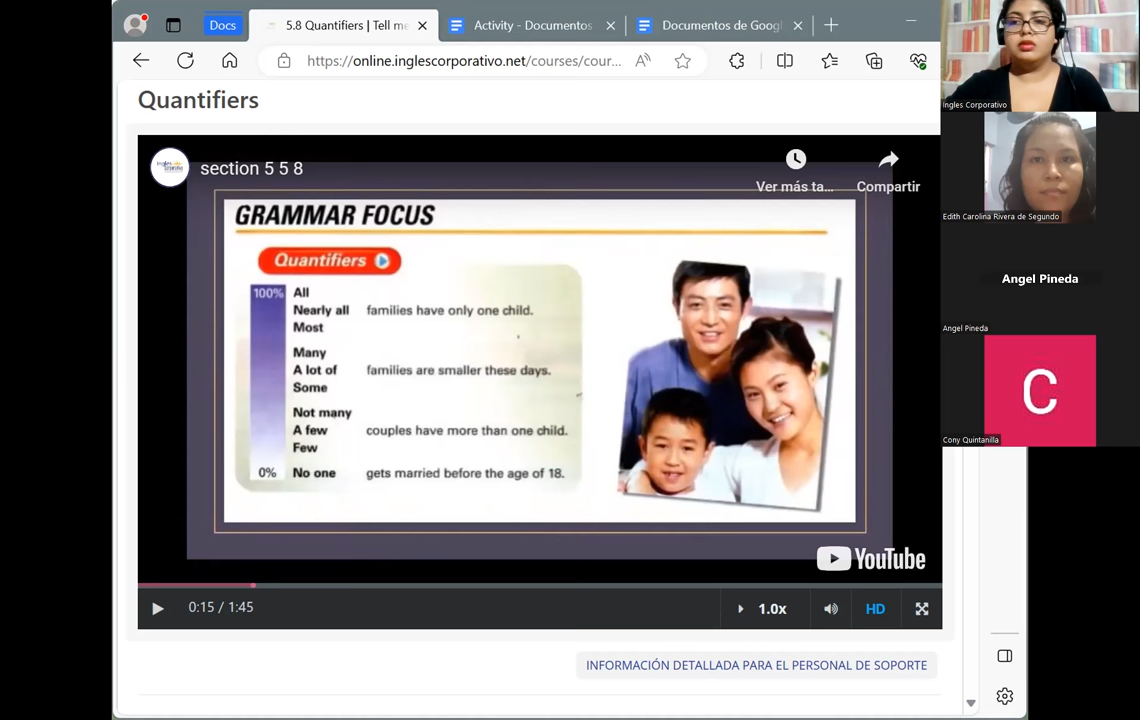 Docs
5.8 Quantifiers | Tell me
Activity - Documentos
Documentos de Googl
https://online.inglescorporativo.net/courses/cour...
Quantifiers
section 5 5 8
Ver más ta...
Compartir
GRAMMAR FOCUS
Quantifiers
100% All
Nearly all families have only one child.
Most
Many
A lot of families are smaller these days.
Some
Not many
A few couples have more than one child.
Few
0% No one gets married before the age of 18.
YouTube
0:15 / 1:45
1.0x
HD
INFORMACIÓN DETALLADA PARA EL PERSONAL DE SOPORTE
Ingles Corporativo
Edith Carolina Rivera de Segundo
Angel Pineda
Angel Pineda
C
Cony Quintanilla